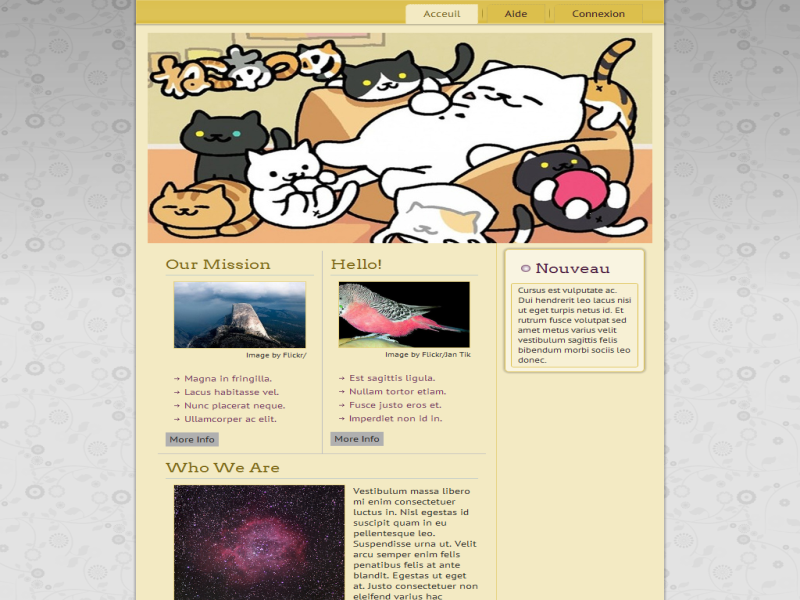 Acceuil
Aide
Connexion
ねこあつめ
Our Mission
Image by Flickr/
→ Magna in fringilla.
→ Lacus habitasse vel.
→ Nunc placerat neque.
→ Ullamcorper ac elit.
More Info
Hello!
Image by Flickr/Ian Tik
→ Est sagittis ligula.
→ Nullam tortor etiam.
→ Fusce justo eros et.
→ Imperdiet non id in.
More Info
Nouveau
Cursus est vulputate ac.
Dui hendrerit leo lacus nisi
ut eget turpis netus id. Et
rutrum fusce volutpat sed
amet metus varius velit
vestibulum sagittis felis
bibendum morbi sociis leo
donec.
Who We Are
Vestibulum massa libero
mi enim consectetuer
luctus in. Nisl egestas id
suscipit quam in eu
pellentesque leo.
Suspendisse urna ut. Velit
arcu semper enim felis
penatibus felis at ante
blandit. Egestas ut eget
at. Justo consectetuer non
eleifend varius hac